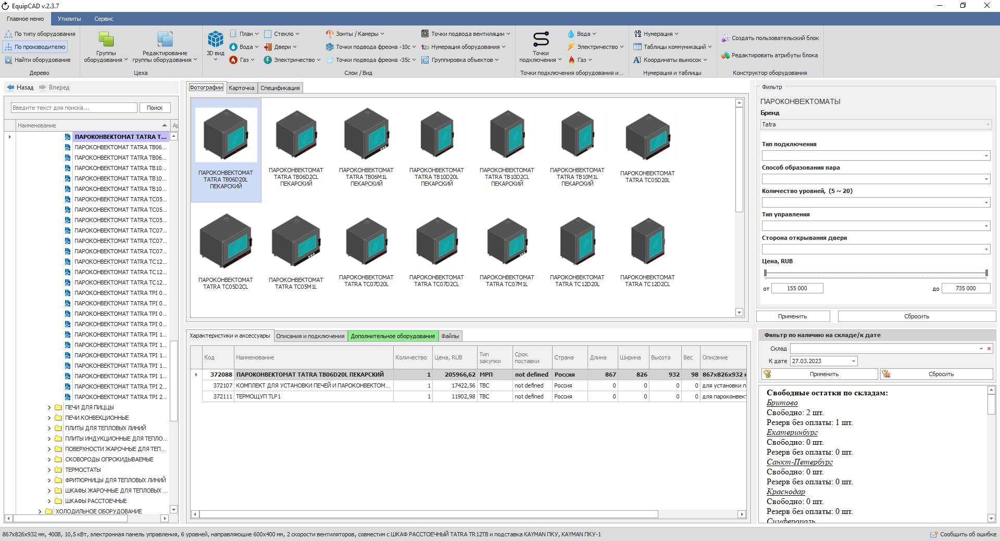 EquipCAD v.2.3.7
Главное меню
Утилиты
Сервис
По типу оборудования
По производителю
Найти оборудование
Дерево
Группы
оборудования
Редактирование
группы оборудования
Цеха
3D вид
План
Вода
Газ
Стекло
Двери
Электричество
Зонты / Камеры
Точки подвода фреона -10с
Точки подвода фреона -35с
Точки подвода вентиляции
Нумерация оборудования
Группировка объектов
Слои / Вид
Точки
подключения
Вода
Электричество
Газ
Точки подключения оборудования и...
Нумерация
Таблицы коммуникаций
Координаты выносок
Нумерация и таблицы
Создать пользовательский блок
Редактировать атрибуты блока
Конструктор оборудования
Назад
Вперед
Введите текст для поиска...
Поиск
Наименование
Ар
ПАРОКОНВЕКТОМАТ TATRA T...
ПАРОКОНВЕКТОМАТ TATRA TB06...
ПАРОКОНВЕКТОМАТ TATRA TB06...
ПАРОКОНВЕКТОМАТ TATRA TB10...
ПАРОКОНВЕКТОМАТ TATRA TB10...
ПАРОКОНВЕКТОМАТ TATRA TB10...
ПАРОКОНВЕКТОМАТ TATRA TC05...
ПАРОКОНВЕКТОМАТ TATRA TC05...
ПАРОКОНВЕКТОМАТ TATRA TC05...
ПАРОКОНВЕКТОМАТ TATRA TC07...
ПАРОКОНВЕКТОМАТ TATRA TC07...
ПАРОКОНВЕКТОМАТ TATRA TC07...
ПАРОКОНВЕКТОМАТ TATRA TC12...
ПАРОКОНВЕКТОМАТ TATRA TC12...
ПАРОКОНВЕКТОМАТ TATRA TC12...
ПАРОКОНВЕКТОМАТ TATRA TPI 0...
ПАРОКОНВЕКТОМАТ TATRA TPI 0...
ПАРОКОНВЕКТОМАТ TATRA TPI 0...
ПАРОКОНВЕКТОМАТ TATRA TPI 0...
ПАРОКОНВЕКТОМАТ TATRA TPI 1...
ПАРОКОНВЕКТОМАТ TATRA TPI 1...
ПАРОКОНВЕКТОМАТ TATRA TPI 1...
ПАРОКОНВЕКТОМАТ TATRA TPI 1...
ПАРОКОНВЕКТОМАТ TATRA TPI 1...
ПАРОКОНВЕКТОМАТ TATRA TPI 2...
ПАРОКОНВЕКТОМАТ TATRA TPI 2...
ПЕЧИ ДЛЯ ПИЦЦЫ
ПЕЧИ КОНВЕКЦИОННЫЕ
ПЛИТЫ ДЛЯ ТЕПЛОВЫХ ЛИНИЙ
ПЛИТЫ ИНДУКЦИОННЫЕ ДЛЯ ТЕПЛО...
ПОВЕРХНОСТИ ЖАРОЧНЫЕ ДЛЯ ТЕП...
СКОВОРОДЫ ОПРОКИДЫВАЕМЫЕ
ТЕРМОСТАТЫ
ФРИТЮРНИЦЫ ДЛЯ ТЕПЛОВЫХ ЛИНИЙ
ШКАФЫ ЖАРОЧНЫЕ ДЛЯ ТЕПЛОВЫХ ...
ШКАФЫ РАССТОЕЧНЫЕ
ХОЛОДИЛЬНОЕ ОБОРУДОВАНИЕ
Фотографии
Карточка
Спецификация
ПАРОКОНВЕКТОМАТ
TATRA TB06D20L
ПЕКАРСКИЙ
ПАРОКОНВЕКТОМАТ
TATRA TB06D2CL
ПЕКАРСКИЙ
ПАРОКОНВЕКТОМАТ
TATRA TB06M1L
ПЕКАРСКИЙ
ПАРОКОНВЕКТОМАТ
TATRA TB10D20L
ПЕКАРСКИЙ
ПАРОКОНВЕКТОМАТ
TATRA TB10D2CL
ПЕКАРСКИЙ
ПАРОКОНВЕКТОМАТ
TATRA TB10M1L
ПЕКАРСКИЙ
ПАРОКОНВЕКТОМАТ
TATRA TC05D20L
ПАРОКОНВЕКТОМАТ
TATRA TC05D2CL
ПАРОКОНВЕКТОМАТ
TATRA TC05M1L
ПАРОКОНВЕКТОМАТ
TATRA TC07D20L
ПАРОКОНВЕКТОМАТ
TATRA TC07D2CL
ПАРОКОНВЕКТОМАТ
TATRA TC07M1L
ПАРОКОНВЕКТОМАТ
TATRA TC12D20L
ПАРОКОНВЕКТОМАТ
TATRA TC12D2CL
Характеристики и аксессуары
Описания и подключения
Дополнительное оборудование
Файлы
Код Наименование Количество Цена, RUB Тип закупки Срок поставки Страна Длина Ширина Высота Вес Описание
372088 ПАРОКОНВЕКТОМАТ TATRA TB06D20L ПЕКАРСКИЙ 1 205966,62 МРП not defined Россия 867 826 932 98 867x826x932 м
372107 КОМПЛЕКТ ДЛЯ УСТАНОВКИ ПЕЧЕЙ И ПАРОКОНВЕКТОМ... 1 17422,56 ТВС not defined Россия 0 0 0 0 для установки п
372111 ТЕРМОЩУП TLP1 1 11902,98 ТВС not defined Россия 0 0 0 0 для пароконвект
Фильтр
ПАРОКОНВЕКТОМАТЫ
Бренд
Tatra
Тип подключения
Способ образования пара
Количество уровней, (5 ~ 20)
Тип управления
Сторона открывания двери
Цена, RUB
от 155 000 до 735 000
Применить
Сбросить
Фильтр по наличию на складе/к дате
Склад
К дате 27.03.2023
Применить
Сбросить
Свободные остатки по складам:
Бритово
Свободно: 2 шт.
Резерв без оплаты: 1 шт.
Екатеринбург
Свободно: 0 шт.
Резерв без оплаты: 0 шт.
Санкт-Петербург
Свободно: 0 шт.
Резерв без оплаты: 0 шт.
Краснодар
Свободно: 0 шт.
Резерв без оплаты: 0 шт.
Симферополь
867x826x932 мм, 400В, 10,5 кВт, электронная панель управления, 6 уровней, направляющие 600x400 мм, 2 скорости вентиляторов, совместим с ШКАФ РАССТОЕЧНЫЙ TATRA TR12TB и подставка KAYMAN ПКУ, KAYMAN ПКУ-1
Сообщить об ошибке